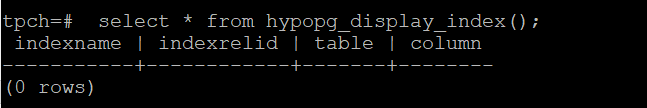 tpch=#  select * from hypopg_display_index();
 indexname | indexrelid | table | column
-----------+------------+-------+--------
(0 rows)